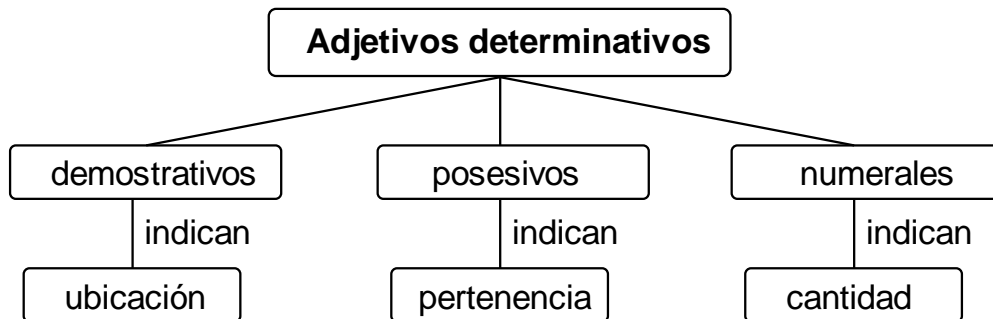 Adjetivos determinativos
demostrativos posesivos numerales
indican indican indican
ubicación pertenencia cantidad